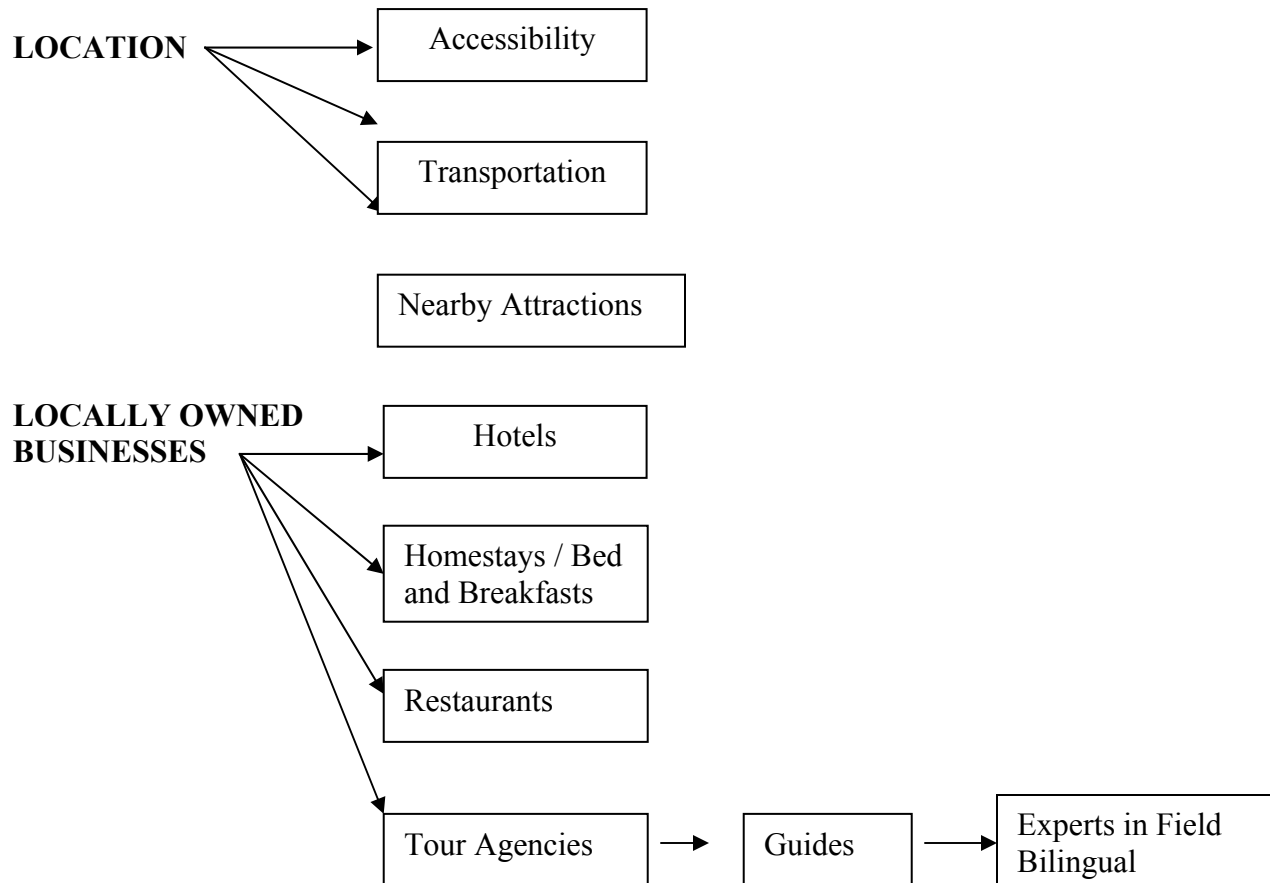 LOCATION
Accessibility
Transportation
Nearby Attractions
LOCALLY OWNED
BUSINESSES
Hotels
Homestays / Bed
and Breakfasts
Restaurants
Tour Agencies
Guides
Experts in Field
Bilingual